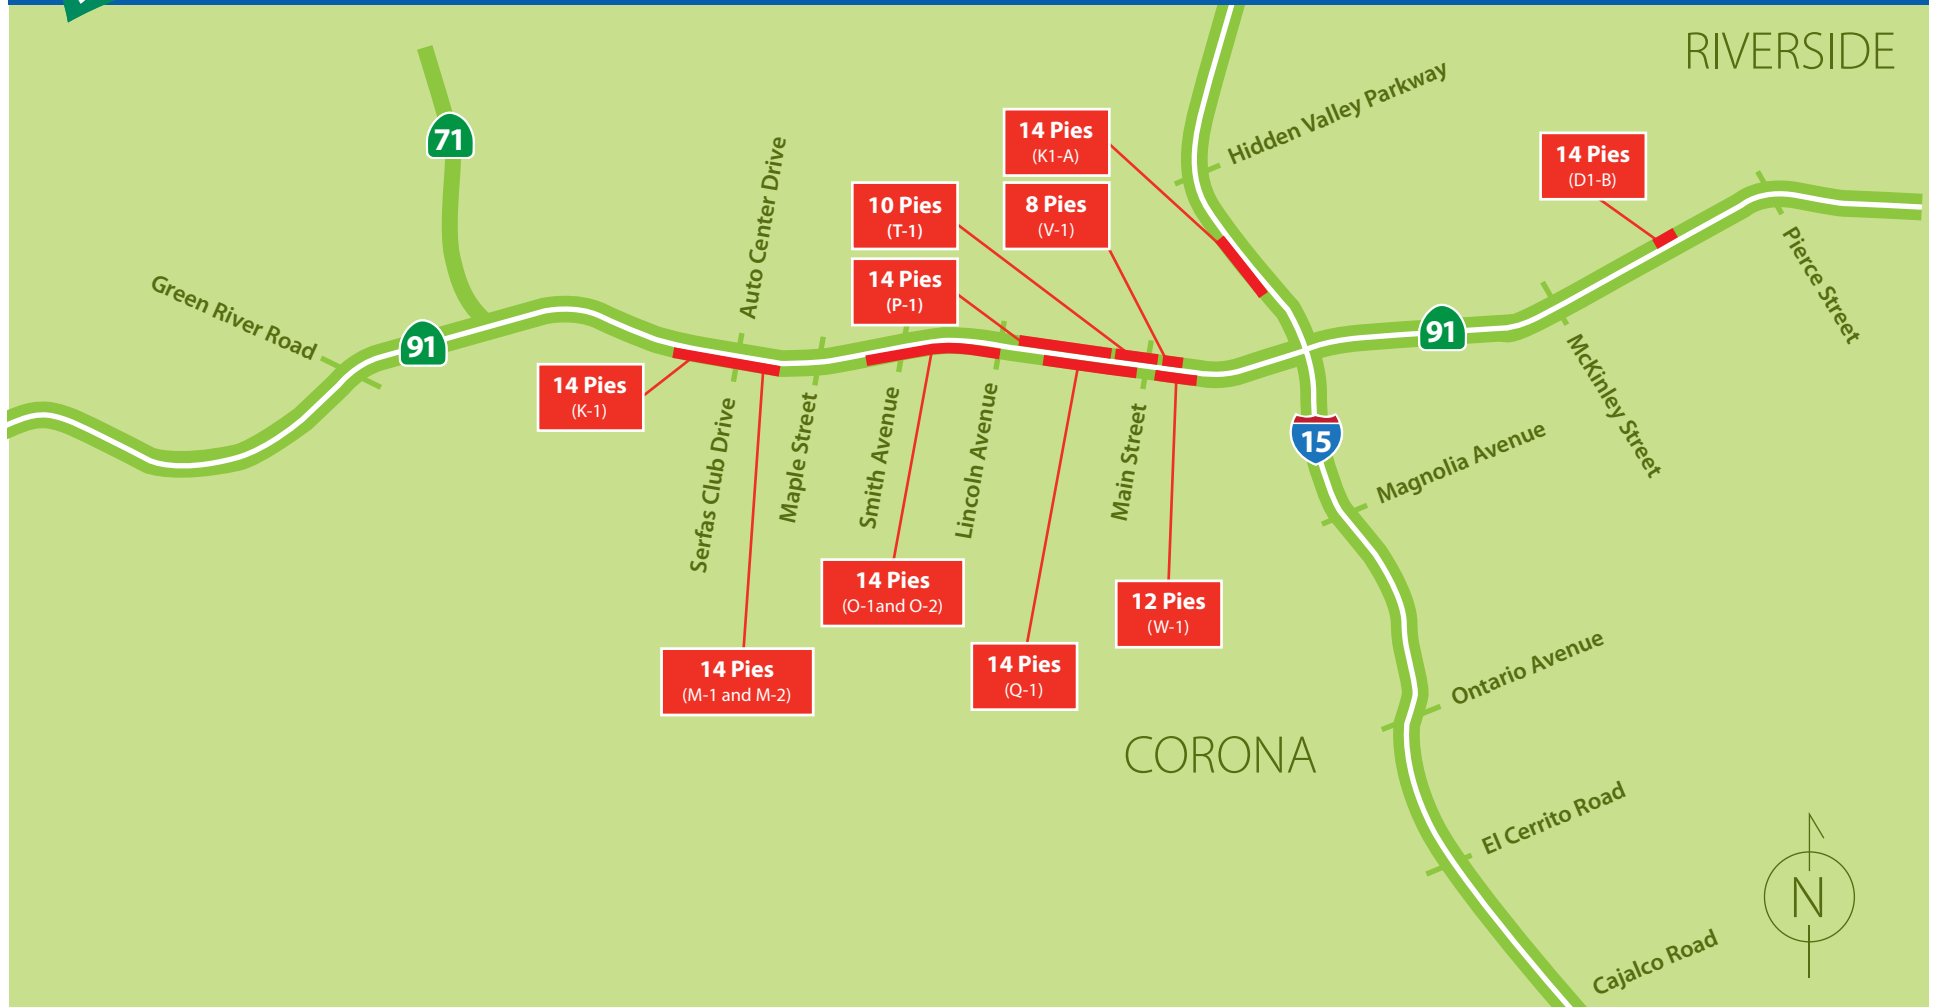 RIVERSIDE
71
Hidden Valley Parkway
14 Pies
(K1-A)
14 Pies
(D1-B)
Auto Center Drive
10 Pies
(T-1)
8 Pies
(V-1)
Pierce Street
Green River Road
14 Pies
(P-1)
91
91
McKinley Street
14 Pies
(K-1)
Serfas Club Drive
Maple Street
Smith Avenue
Lincoln Avenue
Main Street
15
Magnolia Avenue
14 Pies
(O-1and O-2)
12 Pies
(W-1)
14 Pies
(M-1 and M-2)
14 Pies
(Q-1)
Ontario Avenue
CORONA
El Cerrito Road
N
Cajalco Road